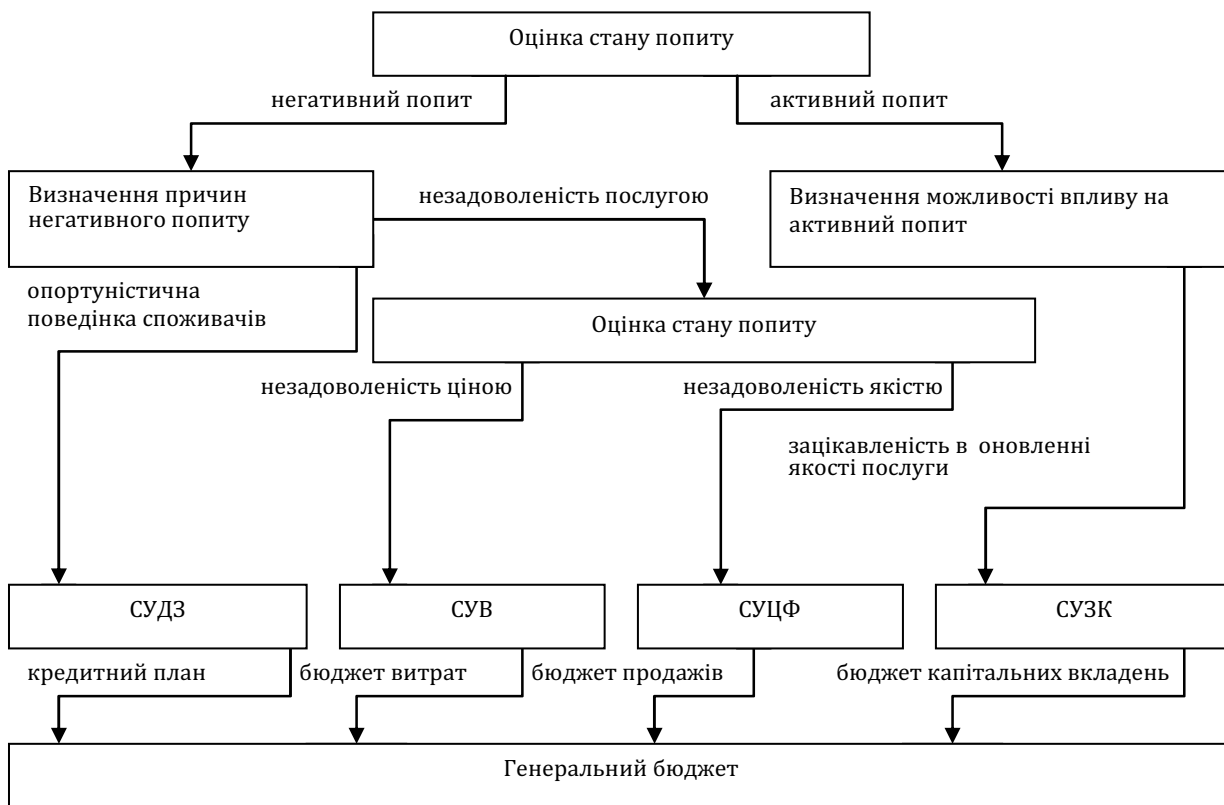 Оцінка стану попиту
негативний попит
активний попит
Визначення причин
негативного попиту
незадоволеність послугою
Визначення можливості впливу на
активний попит
опортуністична
поведінка споживачів
Оцінка стану попиту
незадоволеність ціною
незадоволеність якістю
зацікавленість в оновленні
якості послуги
СУДЗ
СУВ
СУЦФ
СУЗК
кредитний план
бюджет витрат
бюджет продажів
бюджет капітальних вкладень
Генеральний бюджет